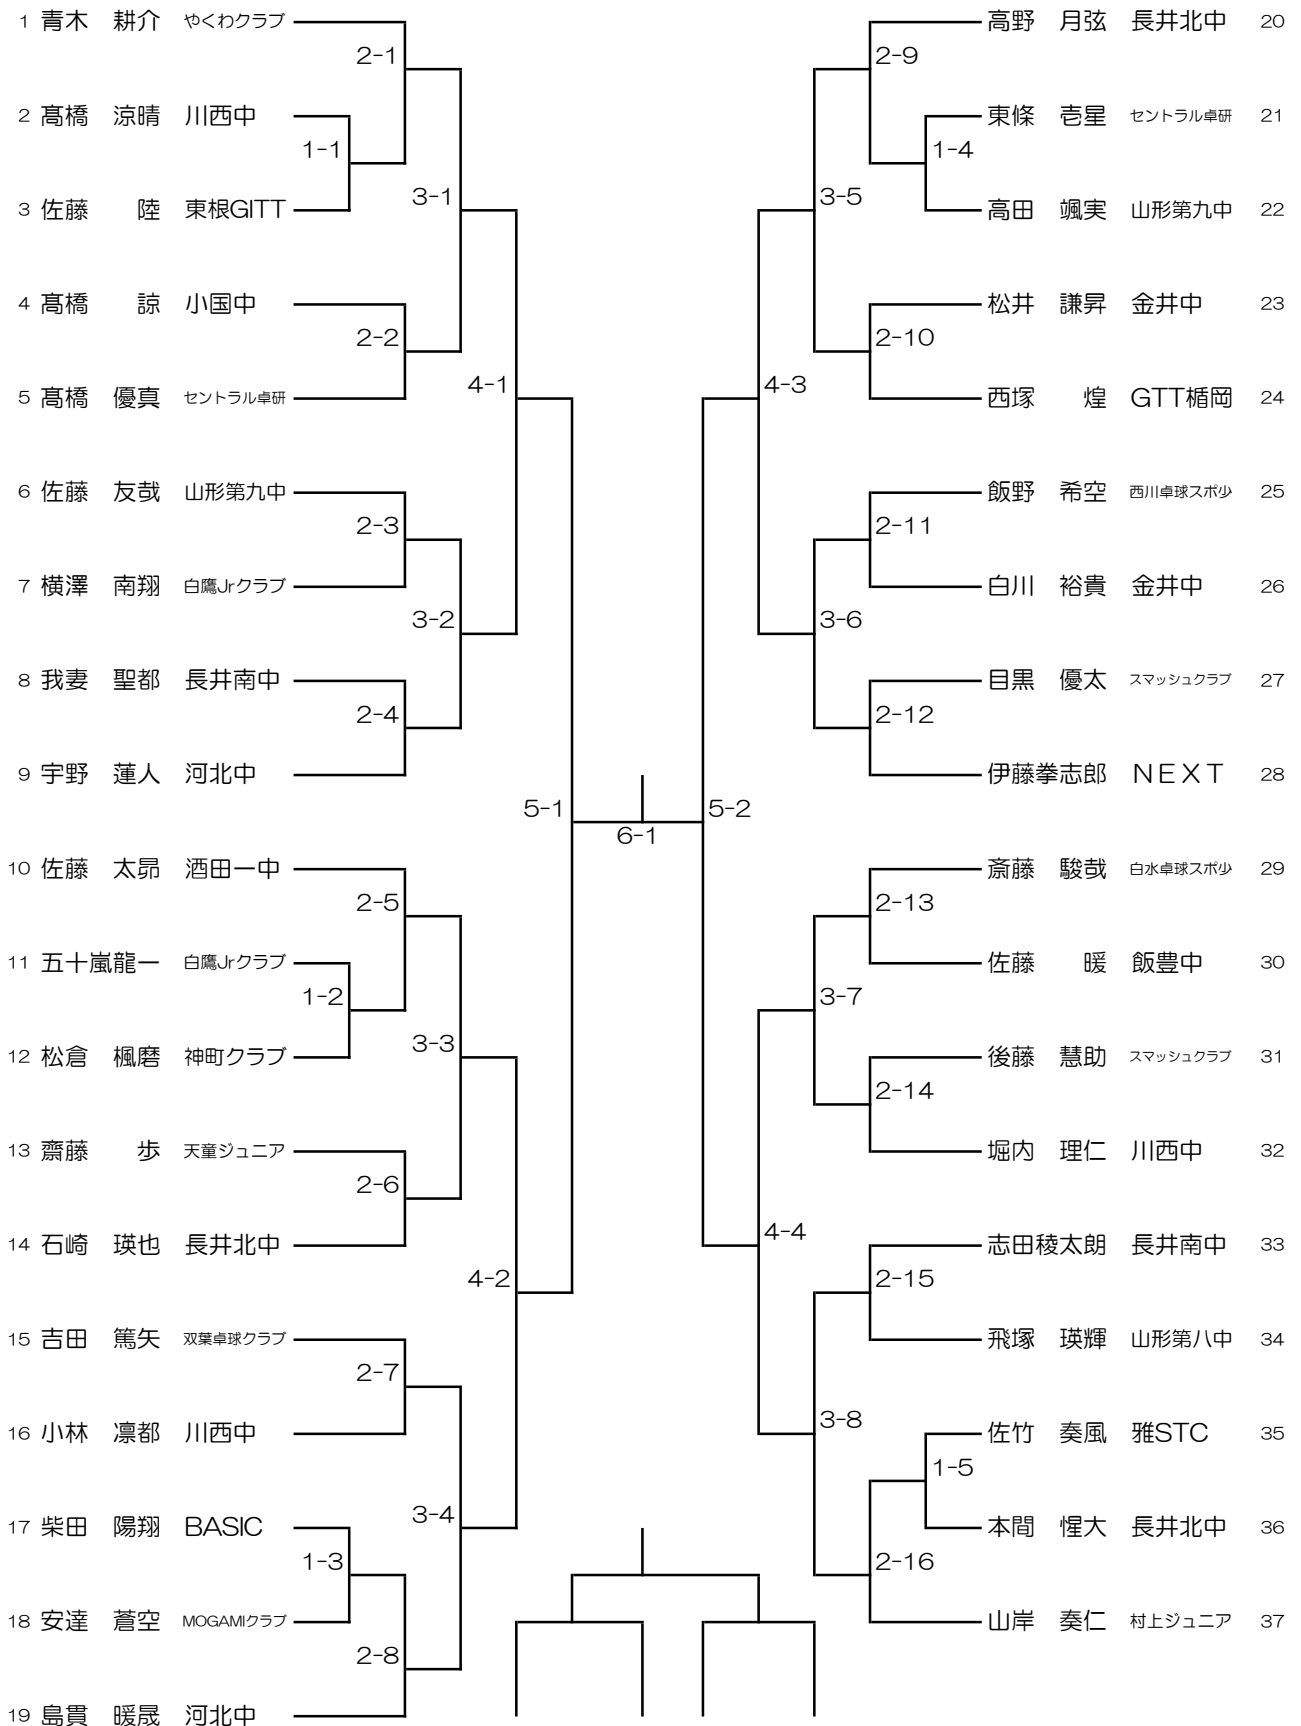 1 青木　耕介　やくわクラブ
2-1
2 髙橋　涼晴　川西中
1-1
3 佐藤　　陸　東根GITT
3-1
4 髙橋　　諒　小国中
2-2
5 髙橋　優真　セントラル卓研
4-1
6 佐藤　友哉　山形第九中
2-3
7 横澤　南翔　白鷹Jrクラブ
3-2
8 我妻　聖都　長井南中
2-4
9 宇野　蓮人　河北中
5-1
10 佐藤　太昴　酒田一中
2-5
11 五十嵐龍一　白鷹Jrクラブ
1-2
12 松倉　楓磨　神町クラブ
3-3
13 齋藤　　歩　天童ジュニア
2-6
14 石崎　瑛也　長井北中
4-2
15 吉田　篤矢　双葉卓球クラブ
2-7
16 小林　凛都　川西中
3-4
17 柴田　陽翔　BASIC
1-3
18 安達　蒼空　MOGAMIクラブ
2-8
19 島貫　暖晟　河北中
6-1
高野　月弦　長井北中　20
2-9
東條　壱星　セントラル卓研　21
1-4
高田　颯実　山形第九中　22
3-5
松井　謙昇　金井中　23
2-10
西塚　　煌　GTT楯岡　24
4-3
飯野　希空　西川卓球スポ少　25
2-11
白川　裕貴　金井中　26
3-6
目黒　優太　スマッシュクラブ　27
2-12
伊藤拳志郎　ＮＥＸＴ　28
5-2
斎藤　駿哉　白水卓球スポ少　29
2-13
佐藤　　暖　飯豊中　30
3-7
後藤　慧助　スマッシュクラブ　31
2-14
堀内　理仁　川西中　32
4-4
志田稜太朗　長井南中　33
2-15
飛塚　瑛輝　山形第八中　34
3-8
佐竹　奏風　雅STC　35
1-5
本間　惺大　長井北中　36
2-16
山岸　奏仁　村上ジュニア　37